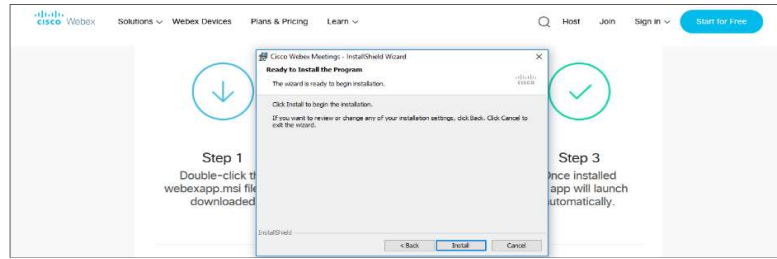 cisco Webex Solutions Webex Devices Plans & Pricing Learn Host Join Sign in Start for Free
Cisco Webex Meetings - InstallShield Wizard
Ready to Install the Program
The wizard is ready to begin installation.
cisco
Click Install to begin the installation.
If you want to review or change any of your installation settings, click Back. Click Cancel to
exit the wizard.
InstallShield
< Back Install Cancel
Step 1
Double-click th
webexapp.msi file
downloaded
Step 3
Once installed
app will launch
automatically.